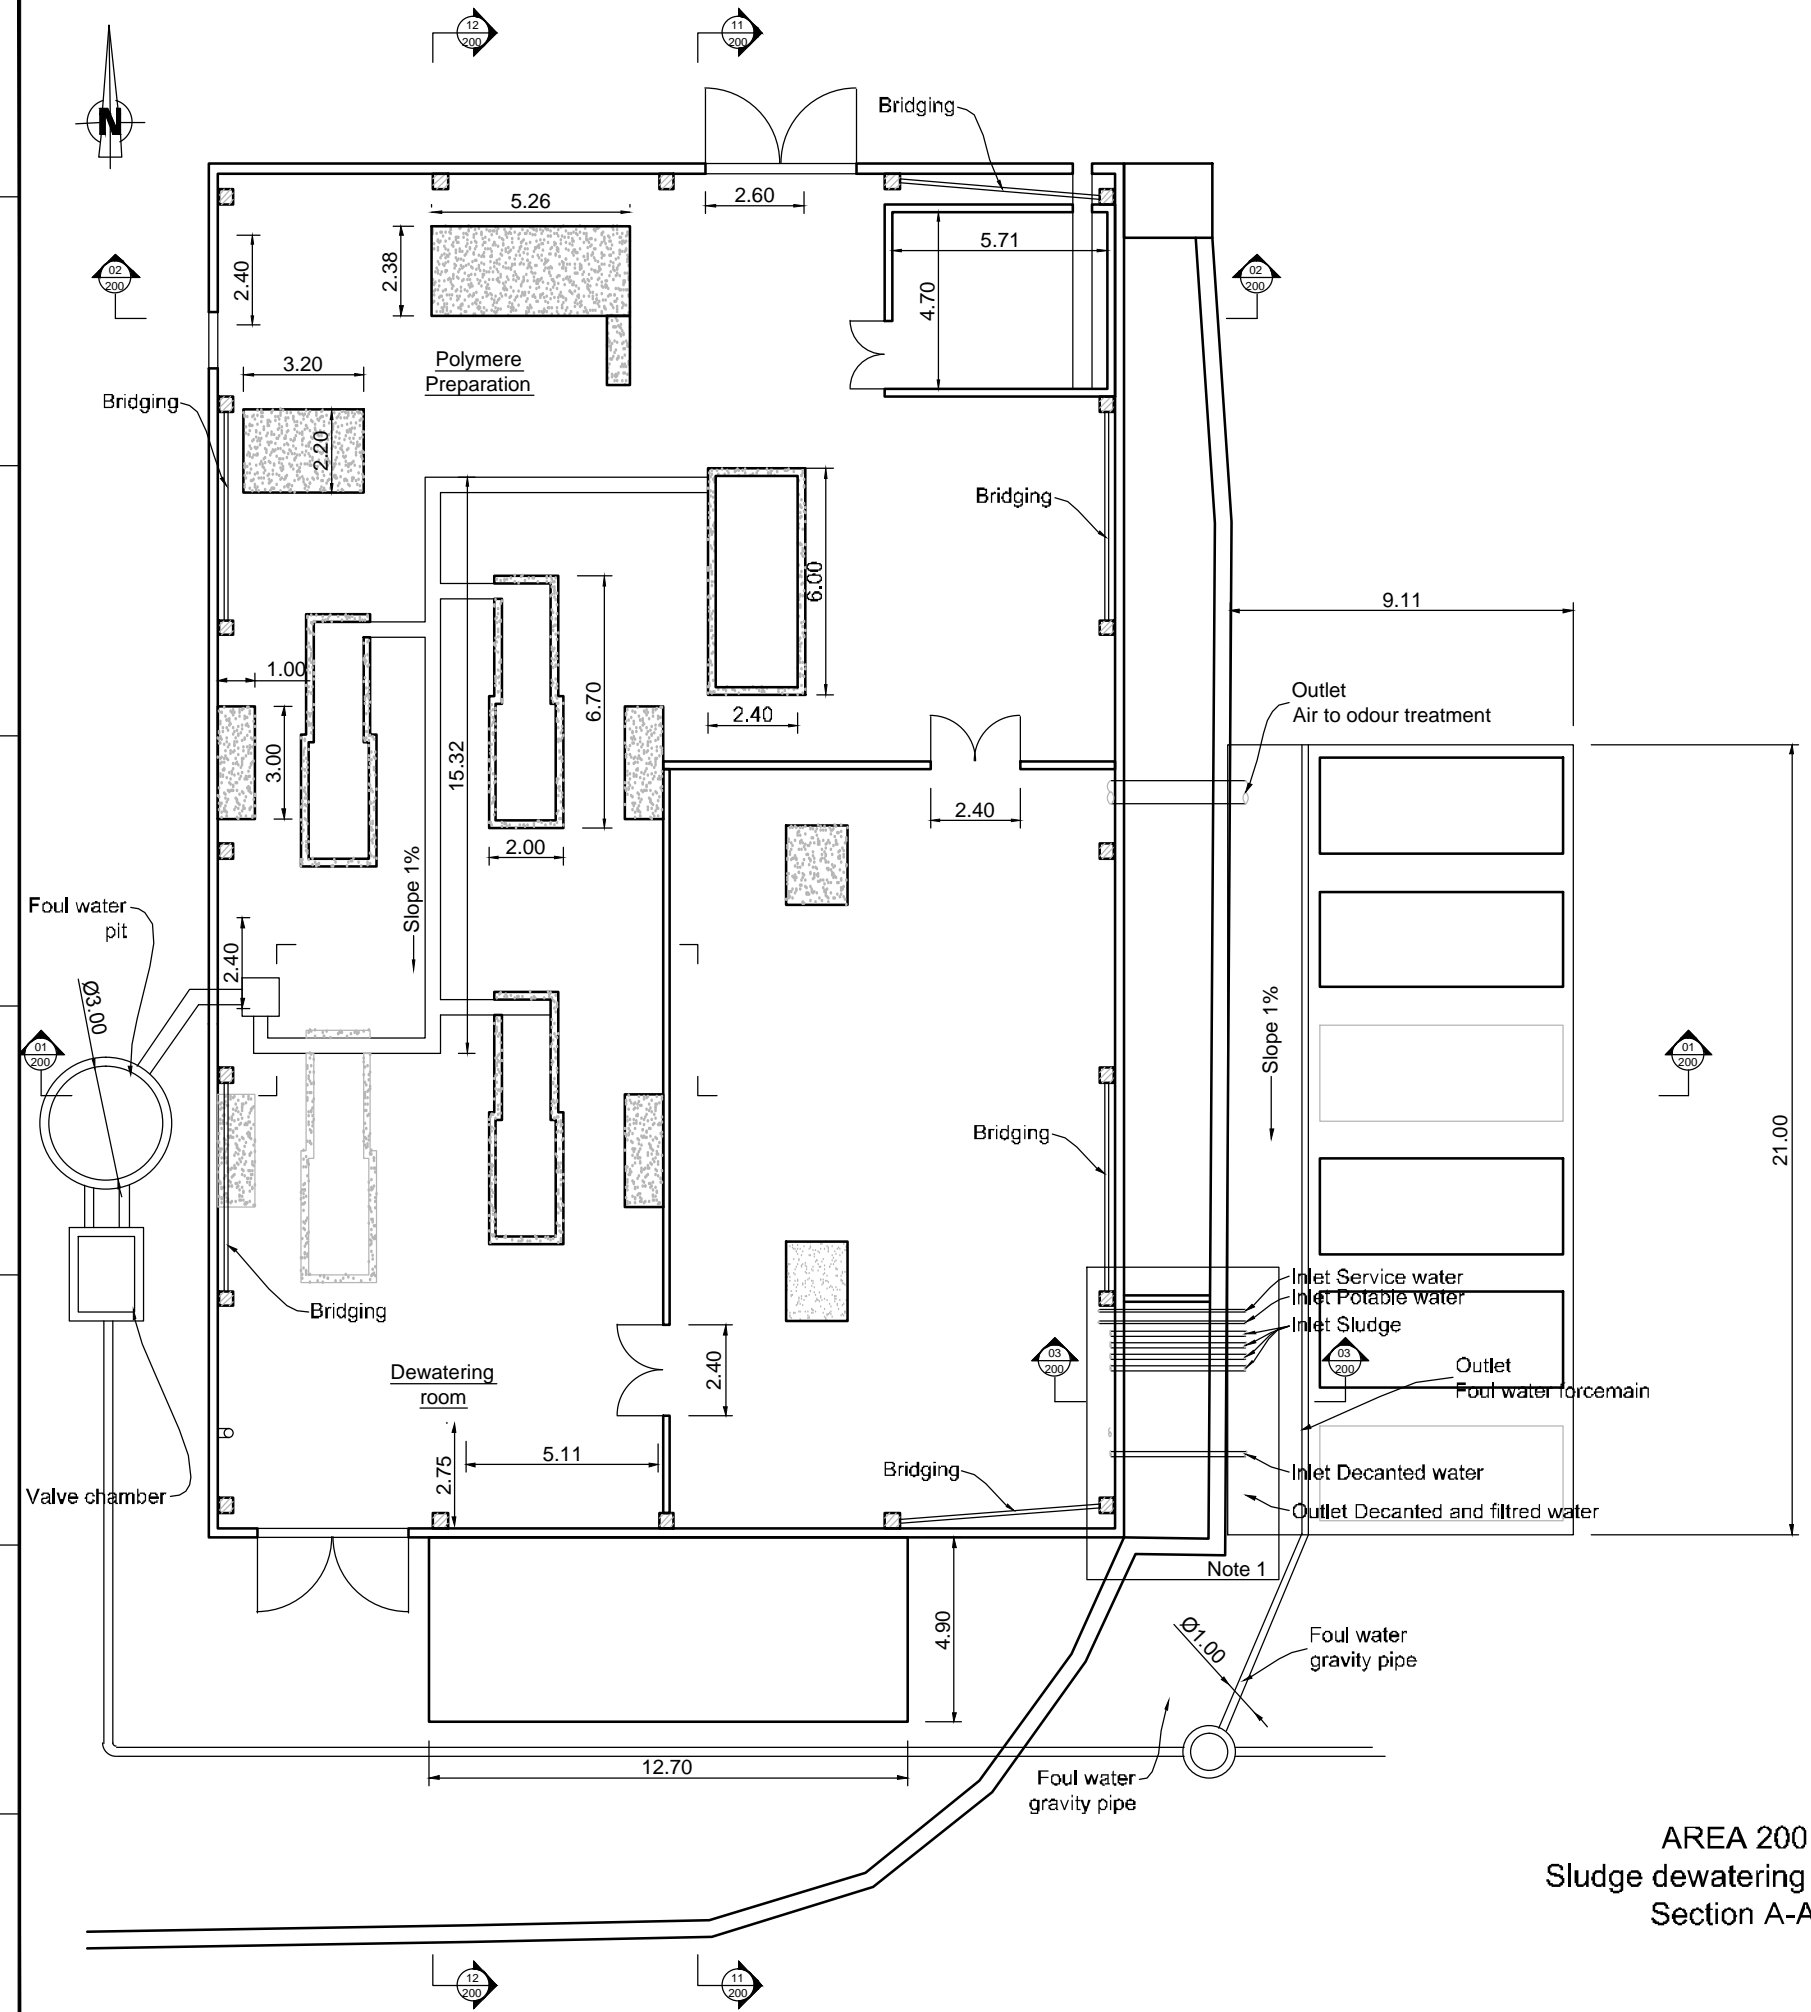 12
200
11
200
N
Bridging
5.26
2.60
2.40
2.38
5.71
4.70
02
200
02
200
Polymere
Preparation
3.20
Bridging
2.20
Bridging
6.00
9.11
1.00
Outlet
Air to odour treatment
2.40
6.70
3.00
15.32
2.40
2.00
Slope 1%
Foul water
pit
2.40
Ø3.00
Slope 1%
01
200
01
200
Bridging
21.00
Inlet Service water
Inlet Potable water
Bridging
Inlet Sludge
03
200
03
200
Dewatering
room
2.40
Outlet
Foul water forcemain
5.11
2.75
Bridging
Inlet Decanted water
Valve chamber
Outlet Decanted and filtred water
Note 1
4.90
Ø1.00
Foul water
gravity pipe
12.70
Foul water
gravity pipe
AREA 200
Sludge dewatering
Section A-A
12
200
11
200